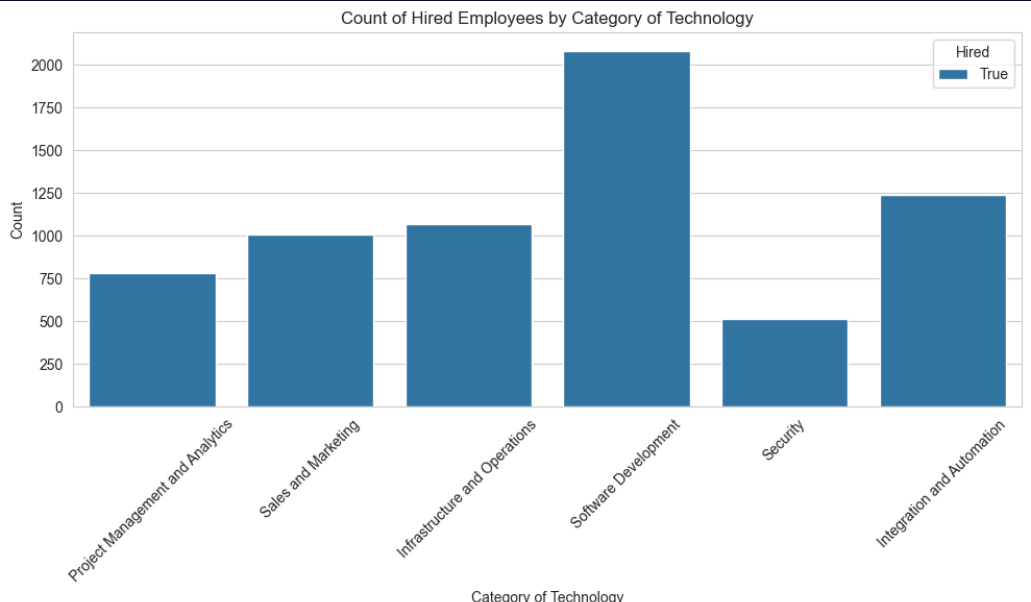 Count of Hired Employees by Category of Technology
Hired
True
2000
1750
1500
1250
1000
750
500
250
0
Count
Project Management and Analytics
Sales and Marketing
Infrastructure and Operations
Software Development
Security
Integration and Automation
Category of Technology